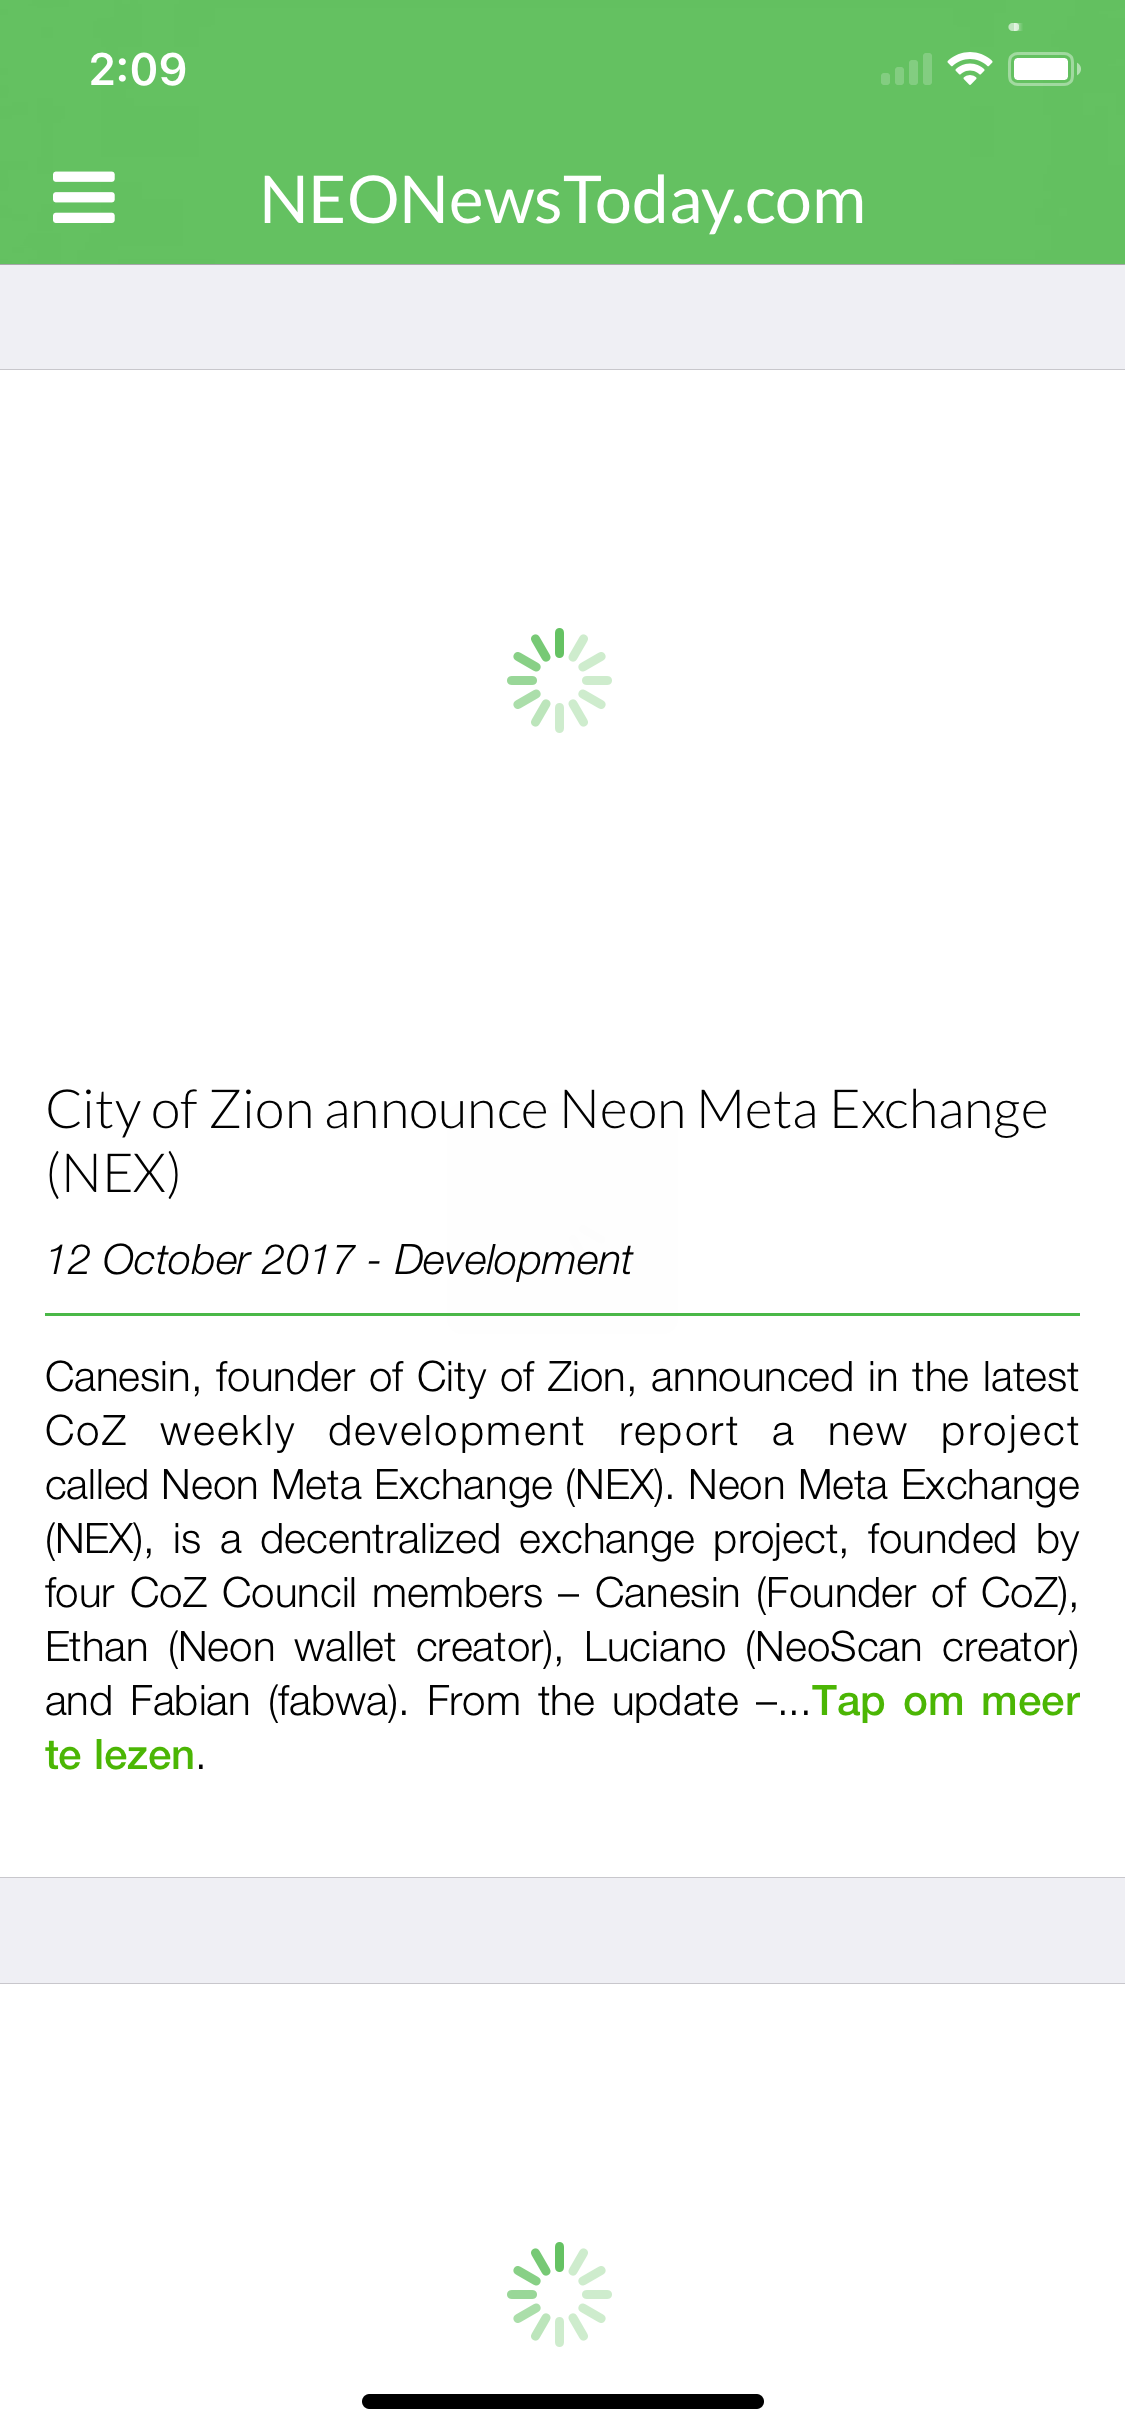 2:09
NEONewsToday.com
City of Zion announce Neon Meta Exchange
(NEX)
12 October 2017 - Development
Canesin, founder of City of Zion, announced in the latest
CoZ weekly development report a new project
called Neon Meta Exchange (NEX). Neon Meta Exchange
(NEX), is a decentralized exchange project, founded by
four CoZ Council members – Canesin (Founder of CoZ),
Ethan (Neon wallet creator), Luciano (NeoScan creator)
and Fabian (fabwa). From the update –...Tap om meer
te lezen.